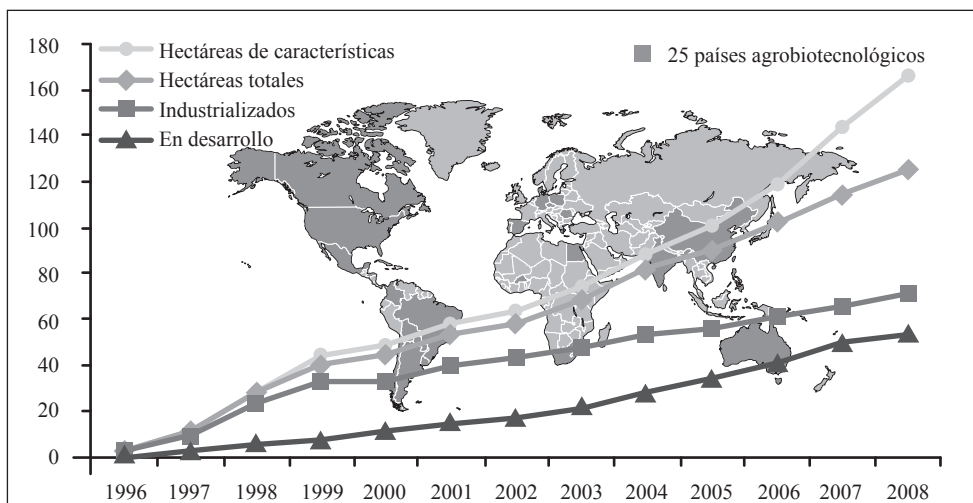 180
160
140
120
100
80
60
40
20
0
Hectáreas de características
Hectáreas totales
Industrializados
En desarrollo
25 países agrobiotecnológicos
1996 1997 1998 1999 2000 2001 2002 2003 2004 2005 2006 2007 2008